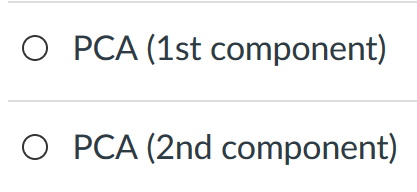 PCA (1st component)
PCA (2nd component)